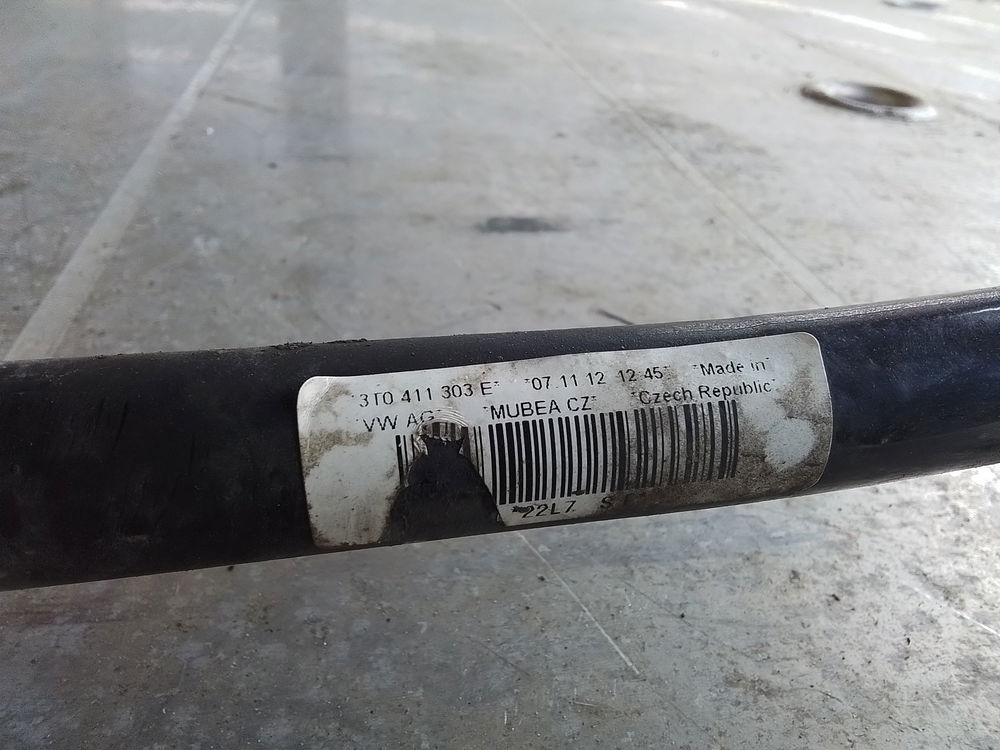 *3T0 411 303 E* *07.11.12 12:45* *Made in*
*VW AG* *MUBEA CZ* *Czech Republic*
*22L7 S